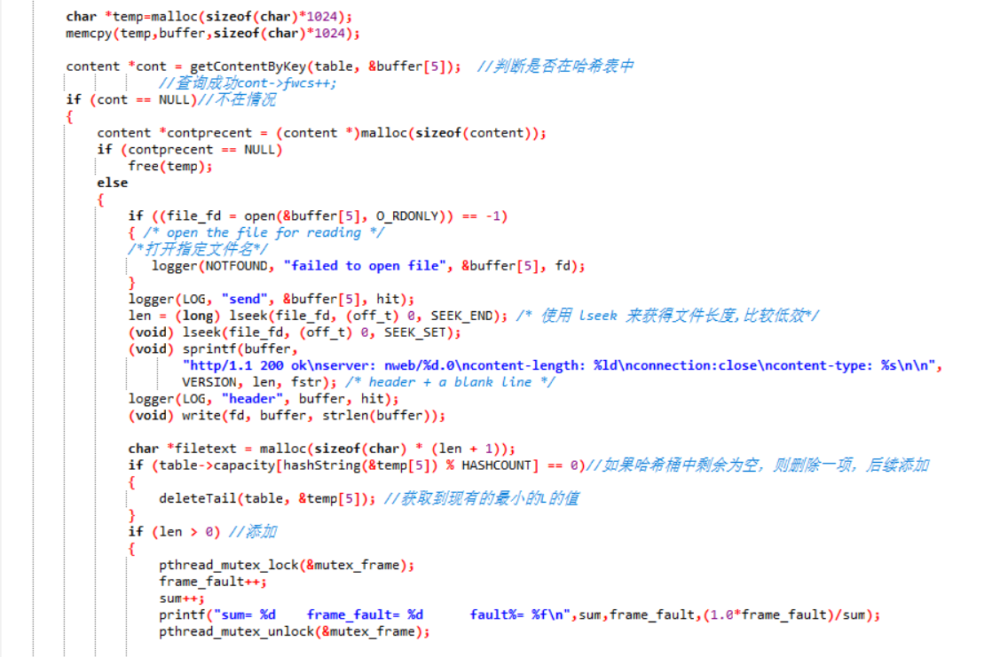 char *temp=malloc(sizeof(char)*1024);
memcpy(temp,buffer,sizeof(char)*1024);
content *cont = getContentByKey(table, &buffer[5]);  //判断是否在哈希表中
//查询成功cont->fwcs++;
if (cont == NULL)//不在情况
{
content *contprecent = (content *)malloc(sizeof(content));
if (contprecent == NULL)
free(temp);
else
{
if ((file_fd = open(&buffer[5], O_RDONLY)) == -1)
{ /* open the file for reading */
/*打开指定文件名*/
logger(NOTFOUND, "failed to open file", &buffer[5], fd);
}
logger(LOG, "send", &buffer[5], hit);
len = (long) lseek(file_fd, (off_t) 0, SEEK_END); /* 使用 lseek 来获得文件长度,比较低效*/
(void) lseek(file_fd, (off_t) 0, SEEK_SET);
(void) sprintf(buffer,
"http/1.1 200 ok\nserver: nweb/%d.0\ncontent-length: %ld\nconnection:close\ncontent-type: %s\n\n",
VERSION, len, fstr); /* header + a blank line */
logger(LOG, "header", buffer, hit);
(void) write(fd, buffer, strlen(buffer));
char *filetext = malloc(sizeof(char) * (len + 1));
if (table->capacity[hashString(&temp[5]) % HASHCOUNT] == 0)//如果哈希桶中剩余为空，则删除一项，后续添加
{
deleteTail(table, &temp[5]); //获取到现有的最小的L的值
}
if (len > 0) //添加
{
pthread_mutex_lock(&mutex_frame);
frame_fault++;
sum++;
printf("sum= %d    frame_fault= %d      fault%= %f\n",sum,frame_fault,(1.0*frame_fault)/sum);
pthread_mutex_unlock(&mutex_frame);